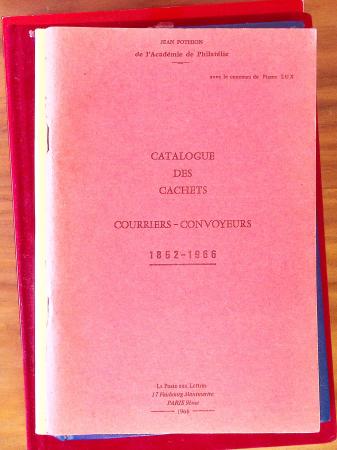 JEAN POTHION
de l'Académie de Philatélie
avec le concours de Pierre LUX
CATALOGUE
DES
CACHETS
COURRIERS - CONVOYEURS
1852-1966
La Poste aux Lettres
17 Faubourg Montmartre
PARIS 9ème
1966